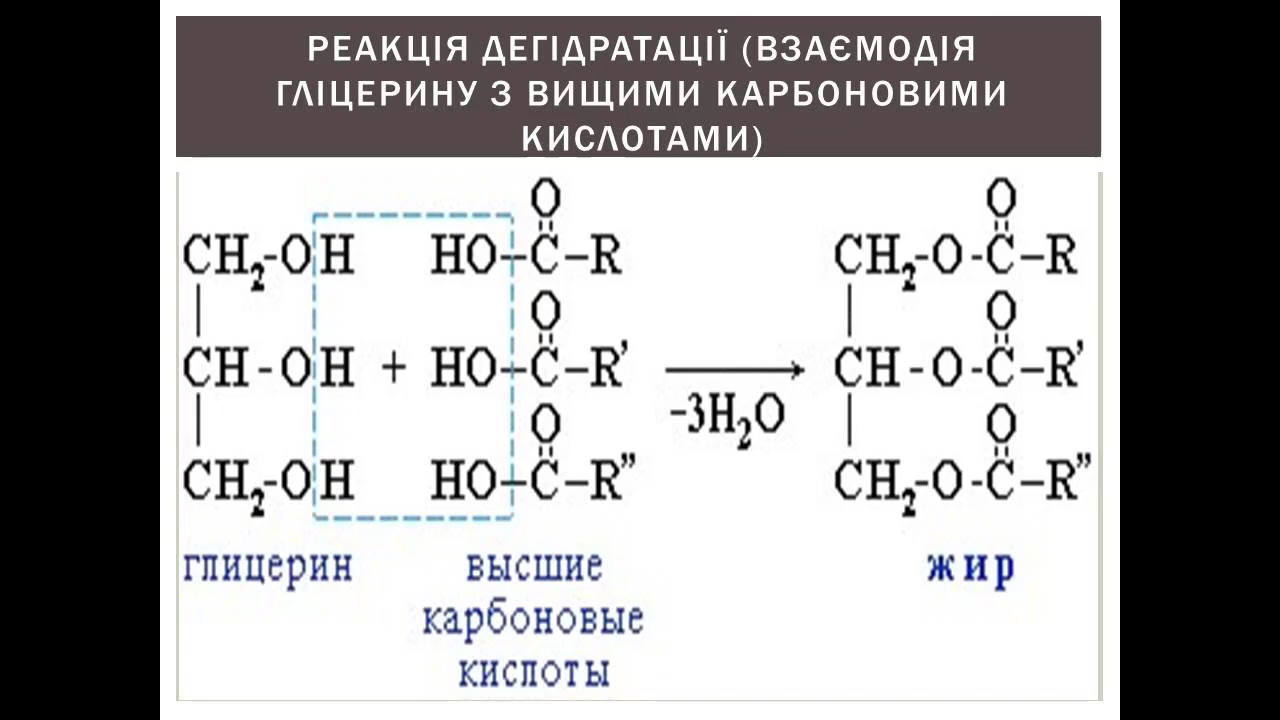 РЕАКЦІЯ ДЕГІДРАТАЦІЇ (ВЗАЄМОДІЯ
ГЛІЦЕРИНУ З ВИЩИМИ КАРБОНОВИМИ
КИСЛОТАМИ)
O O
CH₂-OH HO-C-R CH₂-O-C-R
O O
CH-OH + HO-C-R’ CH-O-C-R’
-3H₂O
O O
CH₂-OH HO-C-R” CH₂-O-C-R”
глицерин высшие жир
карбоновые
кислоты